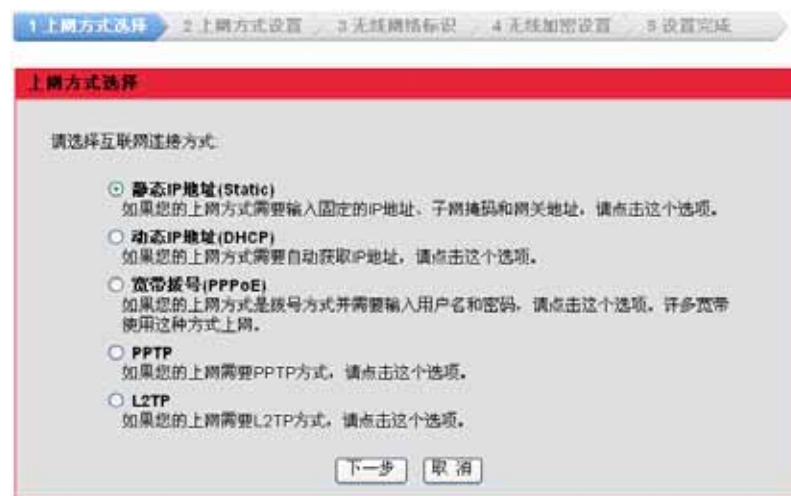 1 上网方式选择 2 上网方式设置 3 无线网络标识 4 无线加密设置 5 设置完成
上网方式选择
请选择互联网连接方式:
静态IP地址(Static)
如果您的上网方式需要输入固定的IP地址、子网掩码和网关地址，请点击这个选项。
动态IP地址(DHCP)
如果您的上网方式需要自动获取IP地址，请点击这个选项。
宽带拨号(PPPoE)
如果您的上网方式是拨号方式并需要输入用户名和密码，请点击这个选项。许多宽带
使用这种方式上网。
PPTP
如果您的上网需要PPTP方式，请点击这个选项。
L2TP
如果您的上网需要L2TP方式，请点击这个选项。
下一步 取 消